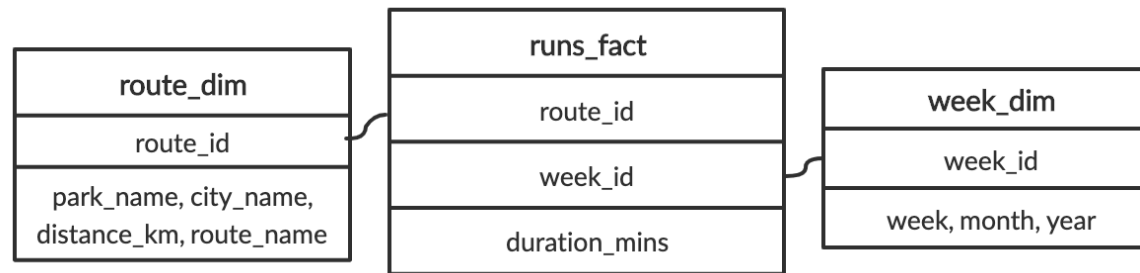 route_dim
route_id
park_name, city_name,
distance_km, route_name
runs_fact
route_id
week_id
duration_mins
week_dim
week_id
week, month, year